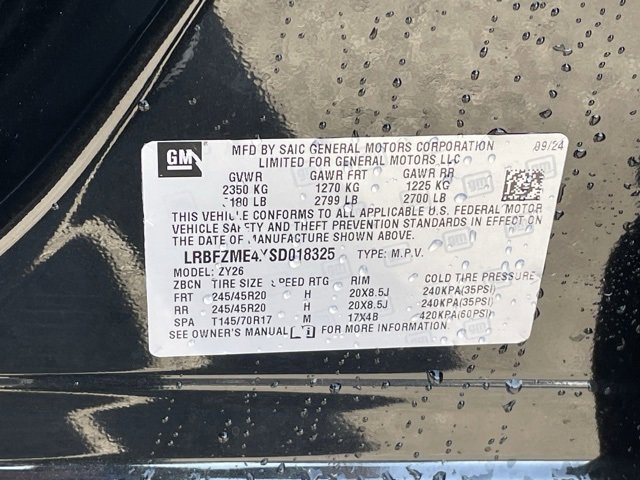 GM
MFD BY SAIC GENERAL MOTORS CORPORATION 09/24
LIMITED FOR GENERAL MOTORS LLC
GVWR GAWR FRT GAWR RR
2350 KG 1270 KG 1225 KG
5180 LB 2799 LB 2700 LB
THIS VEHICLE CONFORMS TO ALL APPLICABLE U.S. FEDERAL MOTOR
VEHICLE SAFETY AND THEFT PREVENTION STANDARDS IN EFFECT ON
THE DATE OF MANUFACTURE SHOWN ABOVE.
LRBFZME4XSD018325 TYPE: M.P.V.
MODEL: ZY26
ZBCN TIRE SIZE SPEED RTG RIM COLD TIRE PRESSURE
FRT 245/45R20 H 20X8.5J 240KPA(35PSI)
RR 245/45R20 H 20X8.5J 240KPA(35PSI)
SPA T145/70R17 M 17X4B 420KPA(60PSI)
SEE OWNER'S MANUAL FOR MORE INFORMATION.